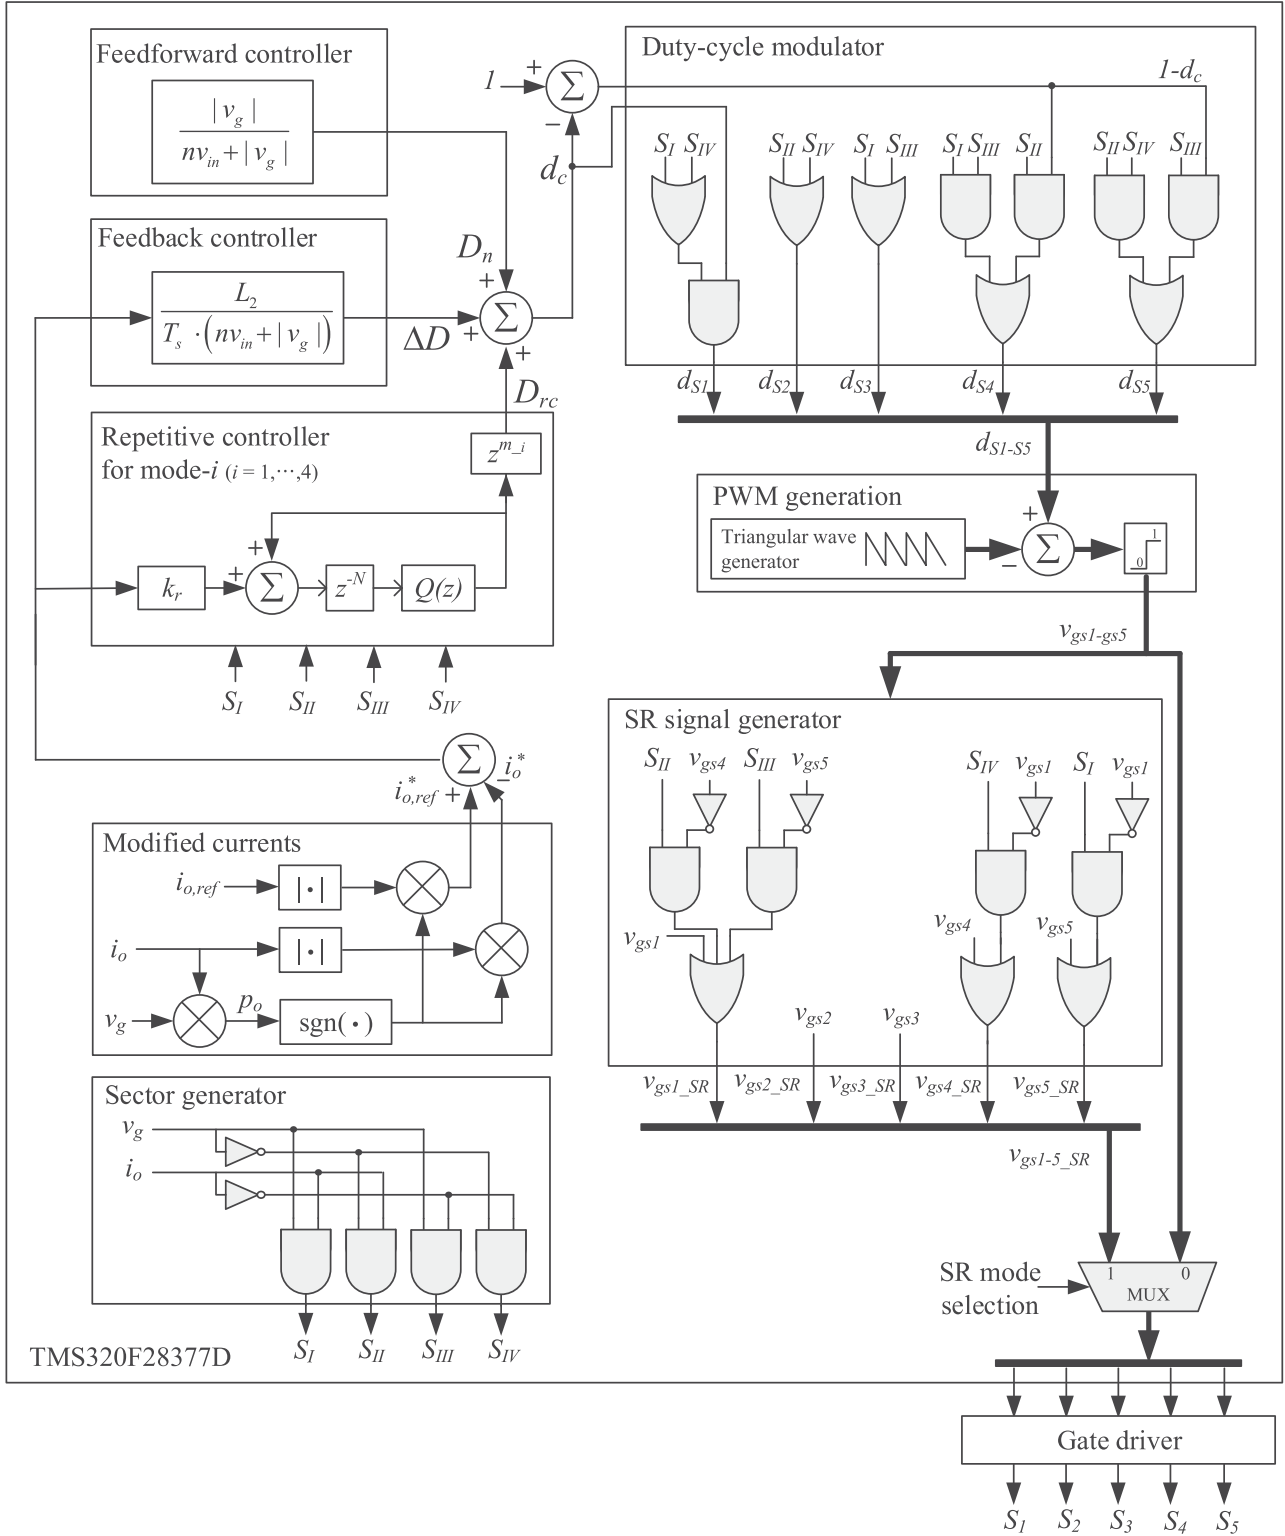 Feedforward controller
| v_g |
nv_in + | v_g |
D_n
Feedback controller
L_2
T_s · ( nv_in + | v_g | )
ΔD
+
+
+
Σ
D_rc
Repetitive controller
for mode-i (i = 1,···,4)
z^{m_i}
k_r
+
+
Σ
z^{-N}
Q(z)
S_I S_II S_III S_IV
Σ
i_o,ref^* +
− i_o^*
Modified currents
i_o,ref
|·|
i_o
|·|
v_g
p_o
sgn(·)
Sector generator
v_g
i_o
S_I S_II S_III S_IV
TMS320F28377D
1
+
−
Σ
d_c
Duty-cycle modulator
1-d_c
S_I S_IV S_II S_IV S_I S_III S_I S_III S_II S_II S_IV S_III
d_S1 d_S2 d_S3 d_S4 d_S5
d_S1-S5
PWM generation
Triangular wave
generator
+
−
Σ
1
0
v_gs1-gs5
SR signal generator
S_II v_gs4 S_III v_gs5 S_IV v_gs1 S_I v_gs1
v_gs1 v_gs4 v_gs5
v_gs2 v_gs3
v_gs1_SR v_gs2_SR v_gs3_SR v_gs4_SR v_gs5_SR
v_gs1-5_SR
SR mode
selection
1 0
MUX
Gate driver
S_1 S_2 S_3 S_4 S_5